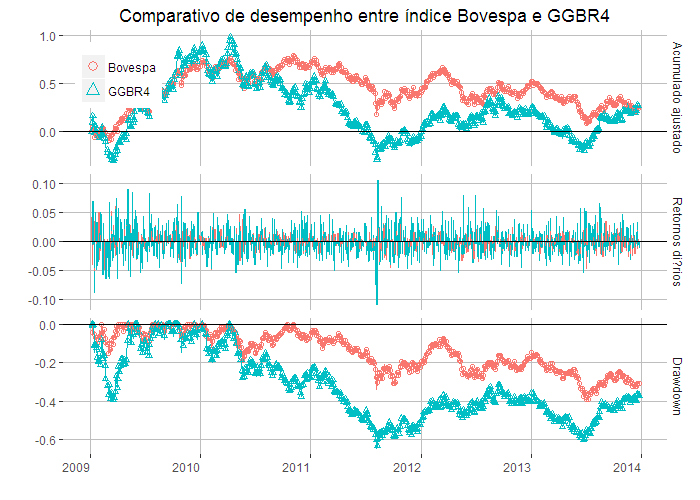 Comparativo de desempenho entre índice Bovespa e GGBR4
1.0
0.5
0.0
Bovespa
GGBR4
Acumulado ajustado
0.10
0.05
0.00
-0.05
-0.10
Retornos di?rios
0.0
-0.2
-0.4
-0.6
Drawdown
2009 2010 2011 2012 2013 2014